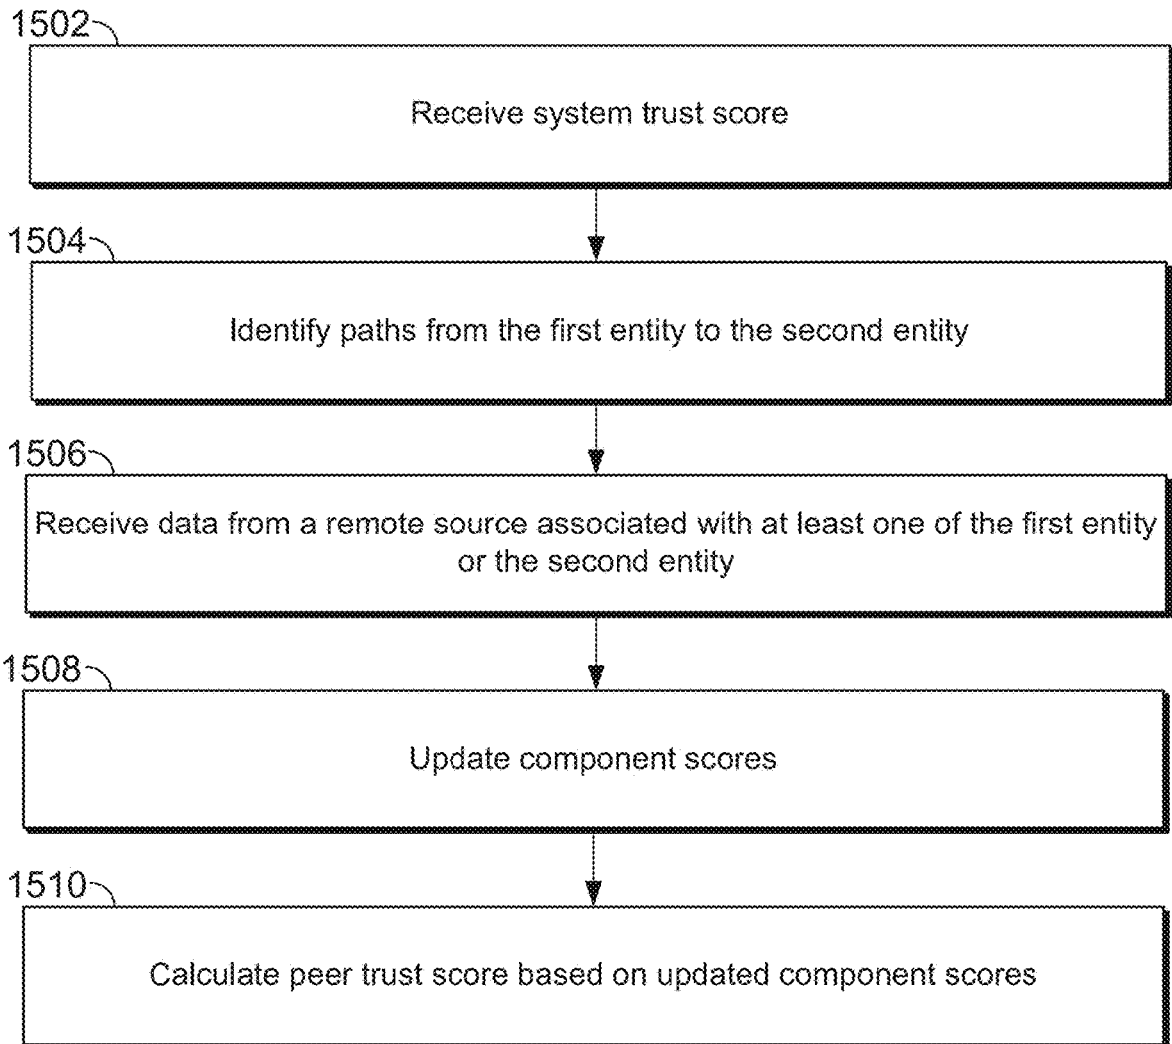 1502
Receive system trust score
1504
Identify paths from the first entity to the second entity
1506
Receive data from a remote source associated with at least one of the first entity
or the second entity
1508
Update component scores
1510
Calculate peer trust score based on updated component scores